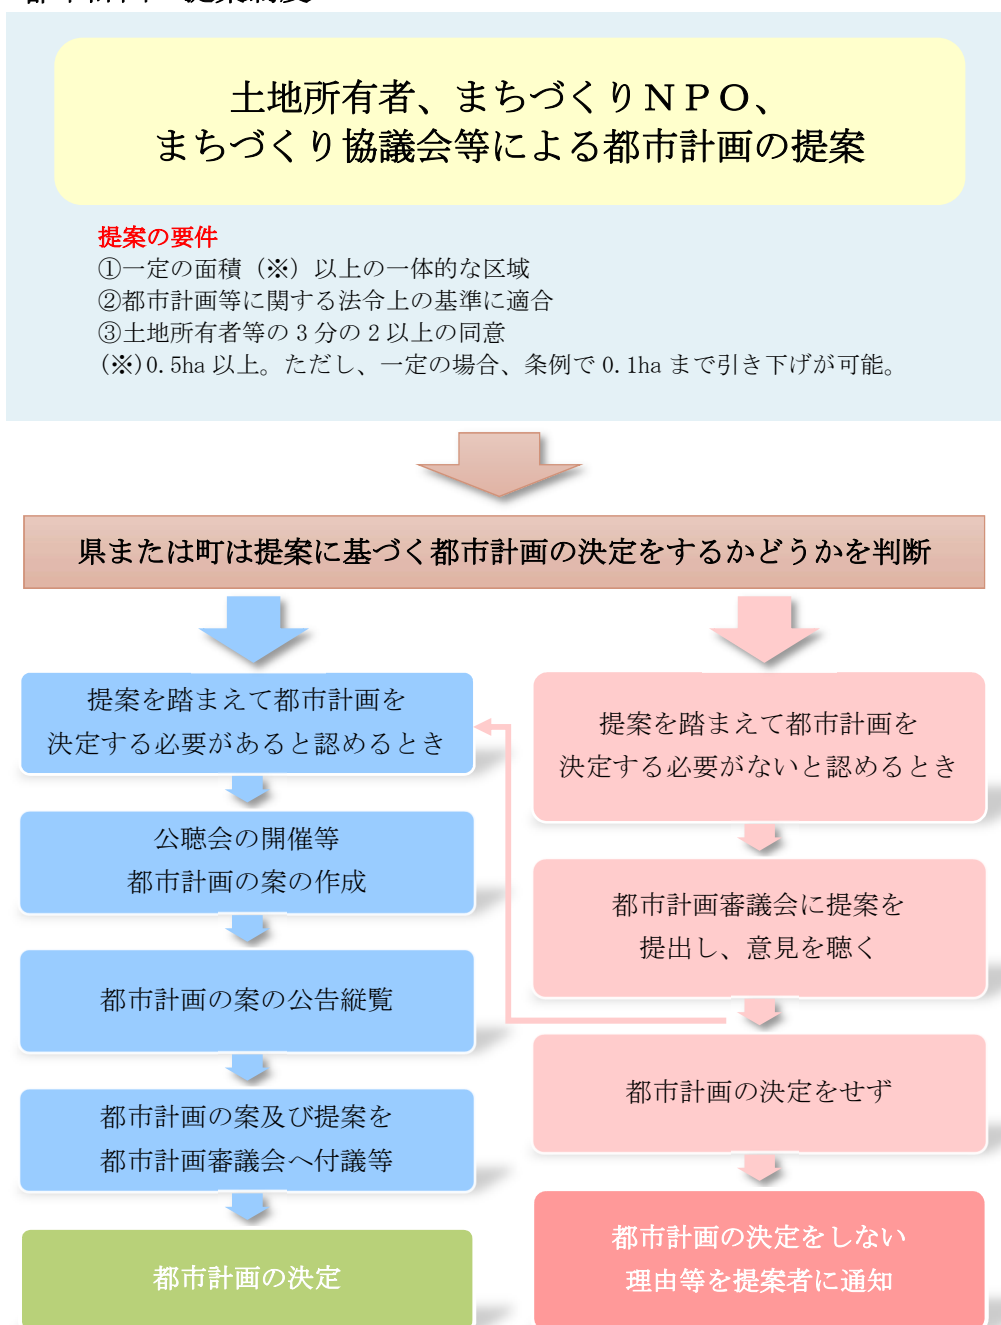 土地所有者、まちづくりＮＰＯ、
まちづくり協議会等による都市計画の提案
提案の要件
①一定の面積（※）以上の一体的な区域
②都市計画等に関する法令上の基準に適合
③土地所有者等の３分の２以上の同意
(※)0.5ha 以上。ただし、一定の場合、条例で 0.1ha まで引き下げが可能。
県または町は提案に基づく都市計画の決定をするかどうかを判断
提案を踏まえて都市計画を
決定する必要があると認めるとき
公聴会の開催等
都市計画の案の作成
都市計画の案の公告縦覧
都市計画の案及び提案を
都市計画審議会へ付議等
都市計画の決定
提案を踏まえて都市計画を
決定する必要がないと認めるとき
都市計画審議会に提案を
提出し、意見を聴く
都市計画の決定をせず
都市計画の決定をしない
理由等を提案者に通知